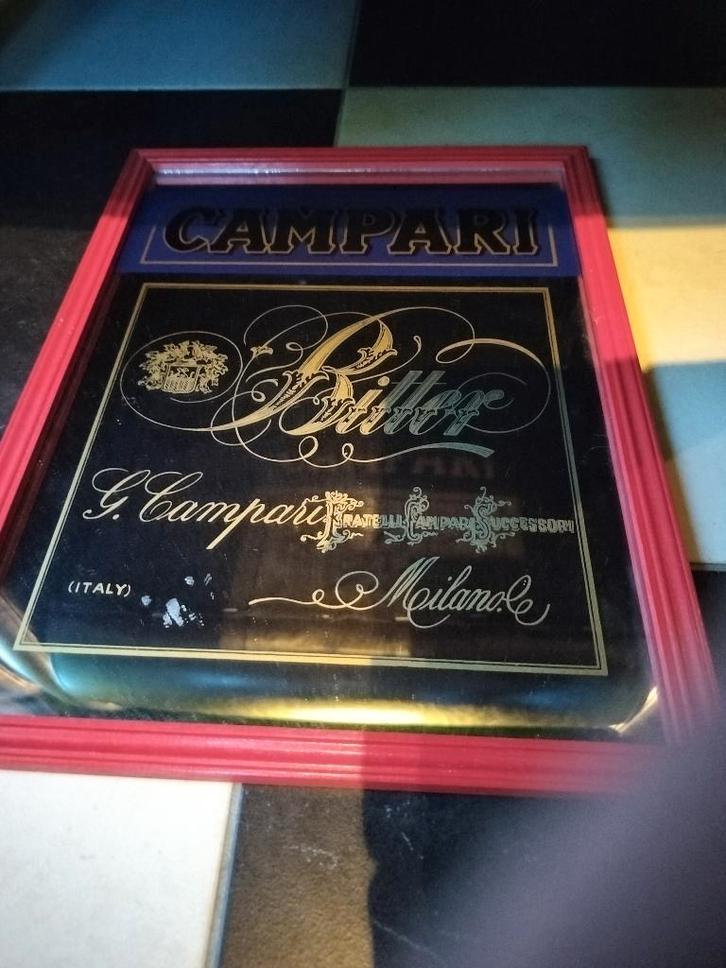 CAMPARI
Bitter
G. Campari Fratelli Campari Successori
(ITALY) Milano.